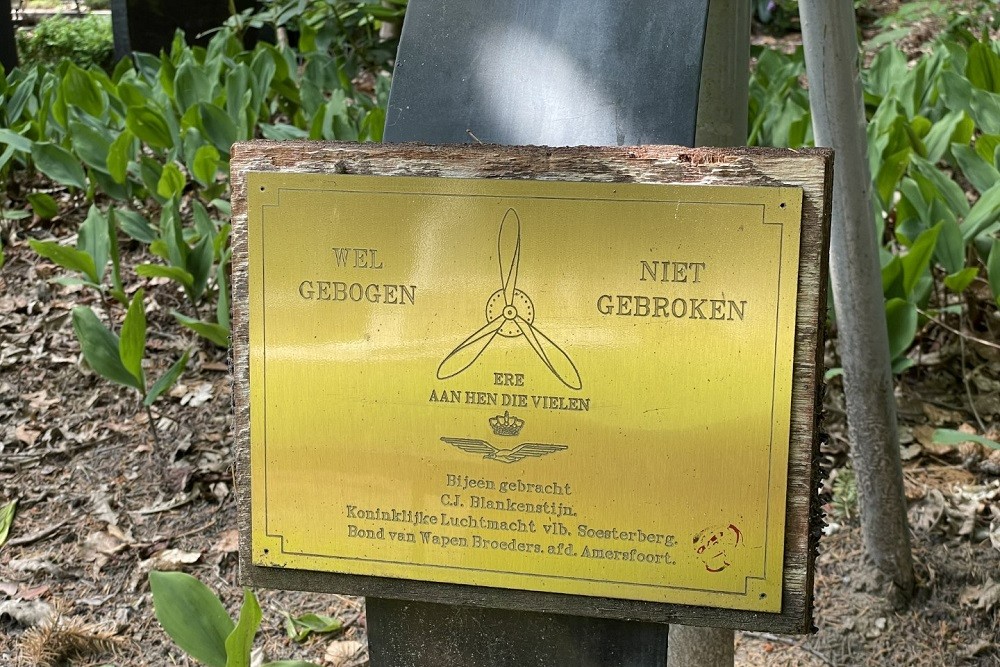 WEL
GEBOGEN
NIET
GEBROKEN
ERE
AAN HEN DIE VIELEN
Bijeen gebracht
C.J. Blankenstijn.
Koninklijke Luchtmacht vlb. Soesterberg.
Bond van Wapen Broeders. afd. Amersfoort.